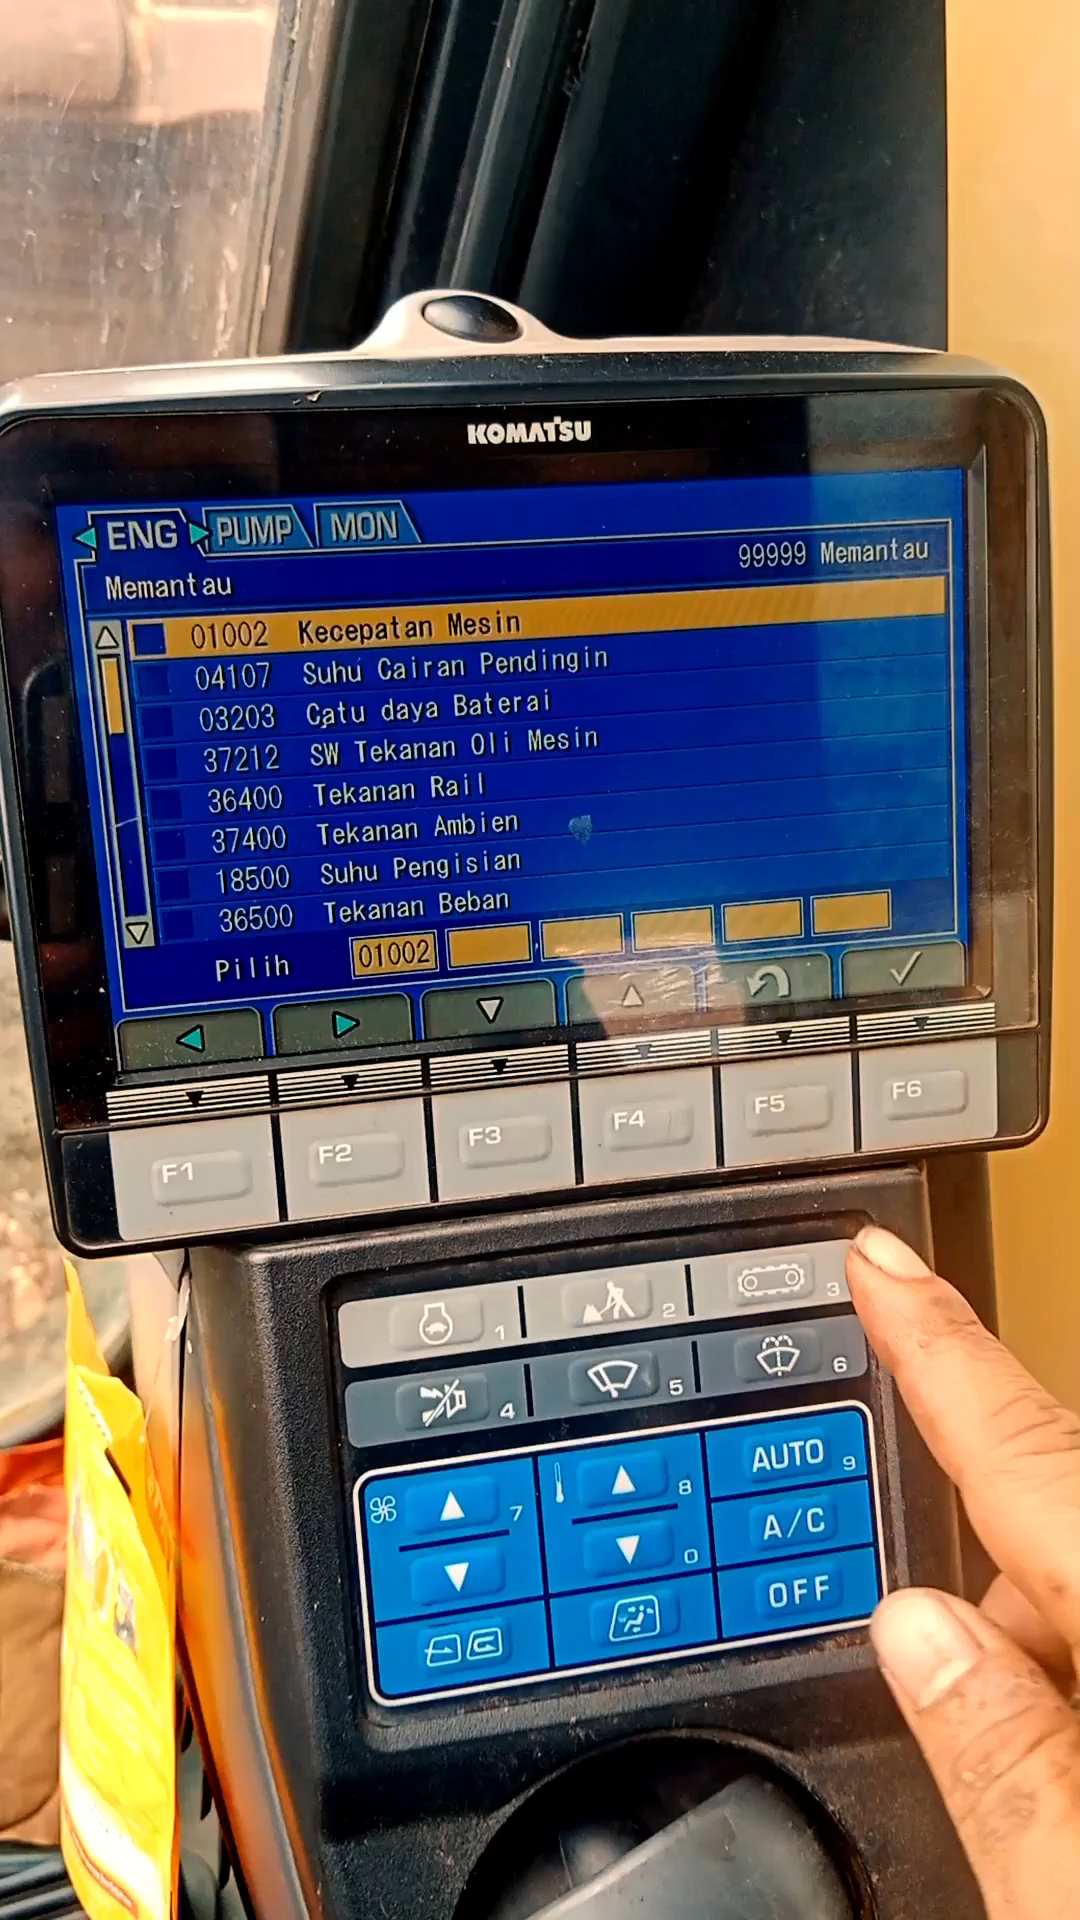 KOMATSU
ENG PUMP MON
Memantau 99999 Memantau
01002 Kecepatan Mesin
04107 Suhu Cairan Pendingin
03203 Catu daya Baterai
37212 SW Tekanan Oli Mesin
36400 Tekanan Rail
37400 Tekanan Ambien
18500 Suhu Pengisian
36500 Tekanan Beban
Pilih 01002
F1 F2 F3 F4 F5 F6
1 2 3
4 5 6
7 8 AUTO 9
0 A/C
OFF